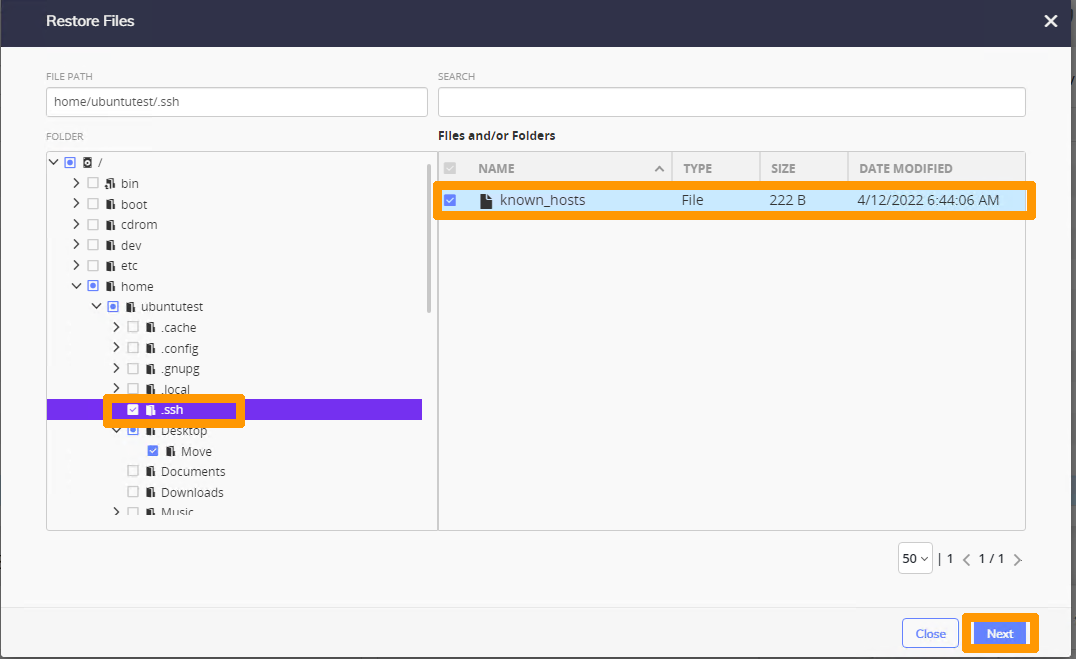 Restore Files
FILE PATH
SEARCH
home/ubuntutest/.ssh
FOLDER
Files and/or Folders
/
bin
boot
cdrom
dev
etc
home
ubuntutest
.cache
.config
.gnupg
.local
.ssh
Desktop
Move
Documents
Downloads
Music
NAME TYPE SIZE DATE MODIFIED
known_hosts File 222 B 4/12/2022 6:44:06 AM
50 | 1 1 / 1
Close Next